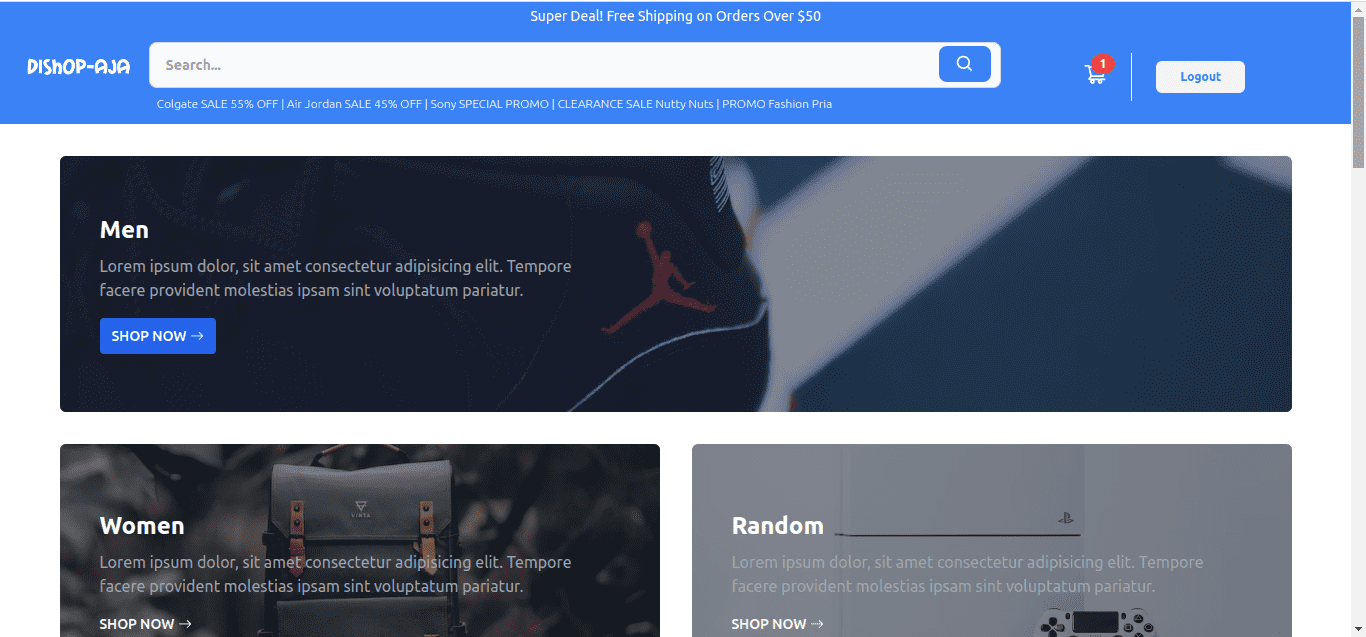 Super Deal! Free Shipping on Orders Over $50
DISHOP-AJA
Search...
1
Logout
Colgate SALE 55% OFF | Air Jordan SALE 45% OFF | Sony SPECIAL PROMO | CLEARANCE SALE Nutty Nuts | PROMO Fashion Pria
Men
Lorem ipsum dolor, sit amet consectetur adipisicing elit. Tempore
facere provident molestias ipsam sint voluptatum pariatur.
SHOP NOW →
VINTA
Women
Lorem ipsum dolor, sit amet consectetur adipisicing elit. Tempore
facere provident molestias ipsam sint voluptatum pariatur.
SHOP NOW →
Random
Lorem ipsum dolor, sit amet consectetur adipisicing elit. Tempore
facere provident molestias ipsam sint voluptatum pariatur.
SHOP NOW →